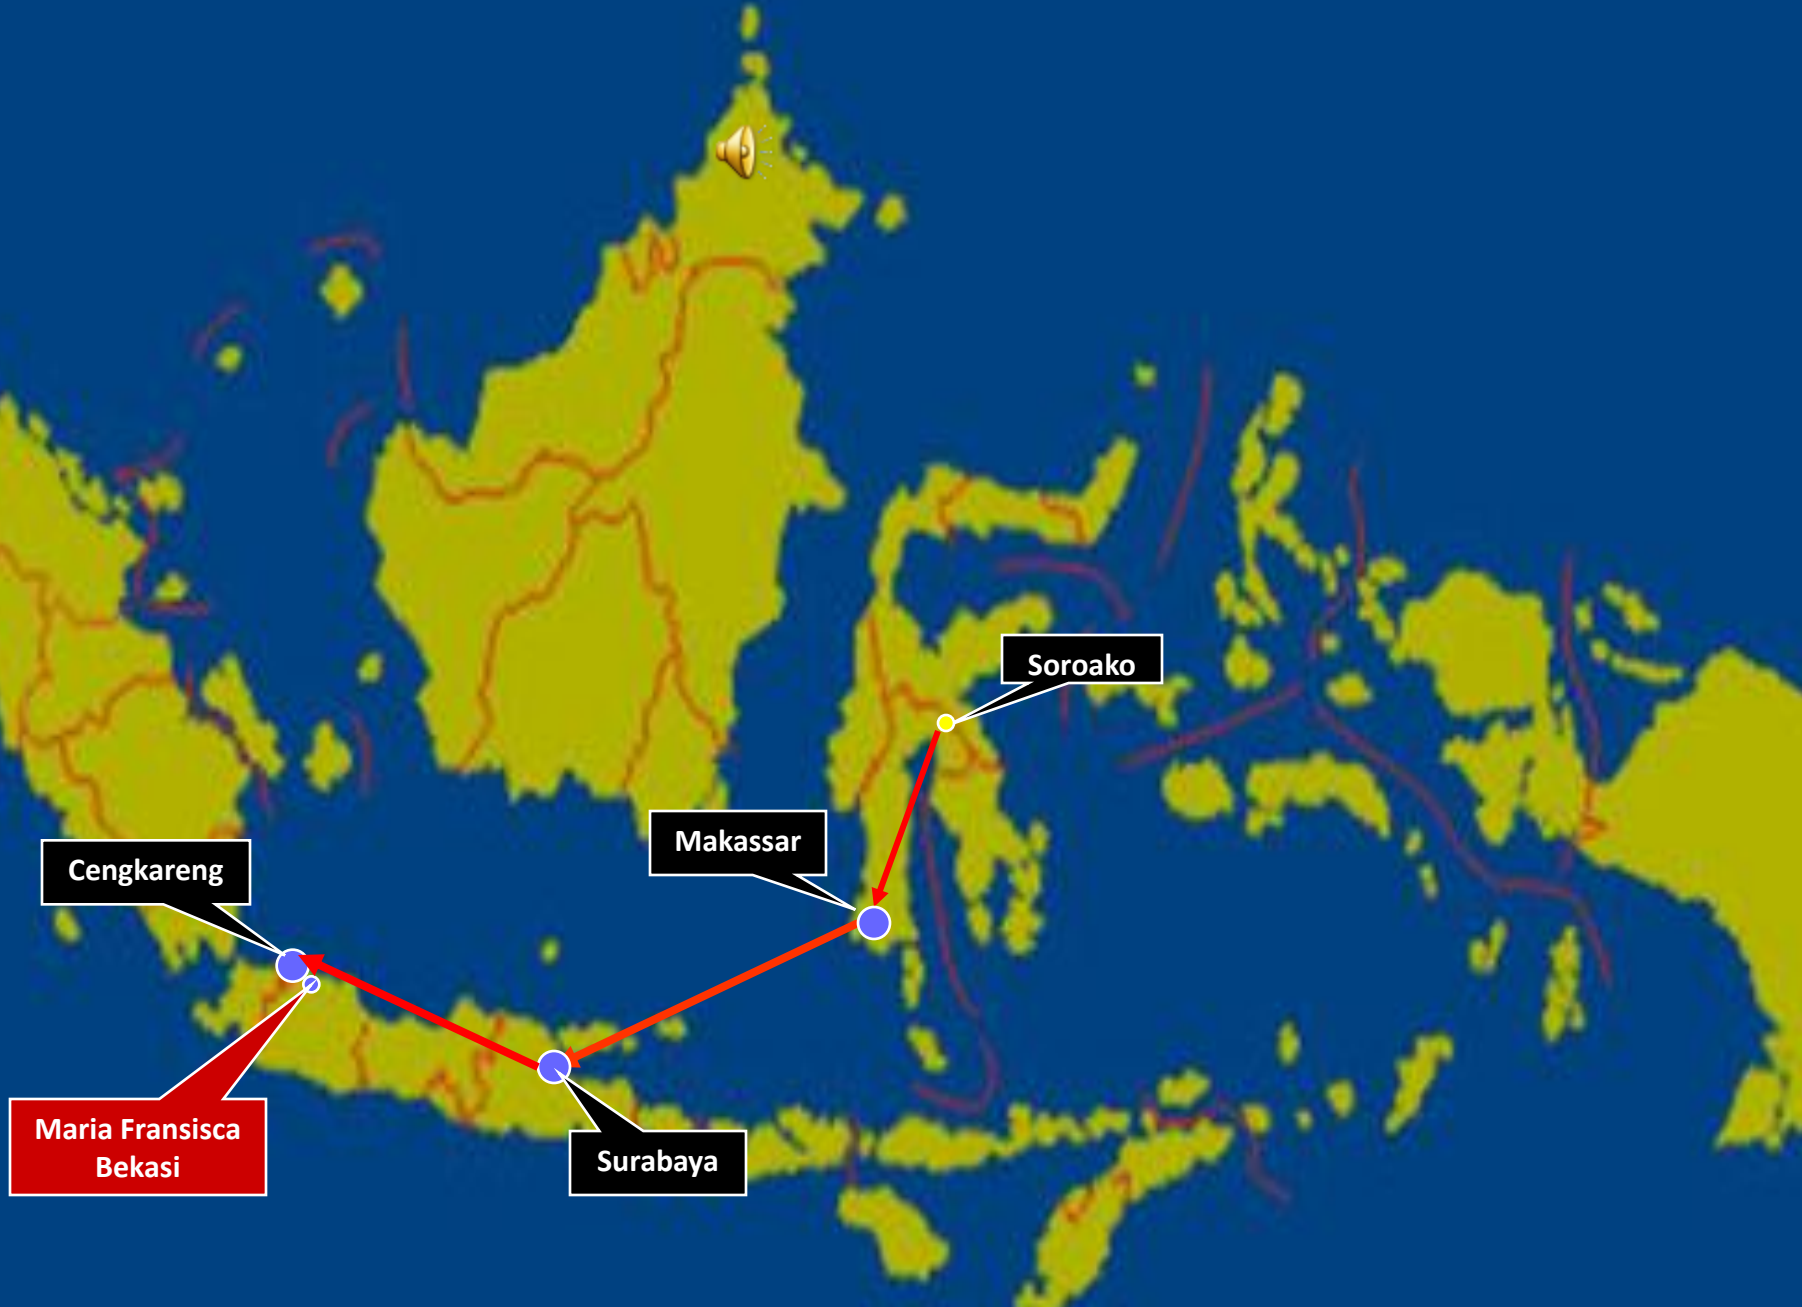 Soroako
Makassar
Cengkareng
Maria Fransisca
Bekasi
Surabaya